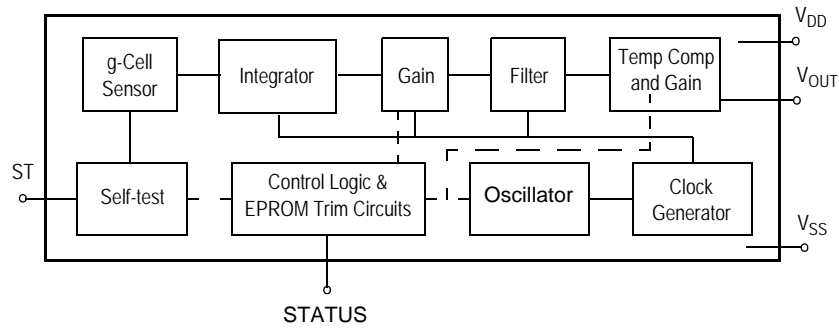 V_DD
g-Cell
Sensor
Integrator
Gain
Filter
Temp Comp
and Gain
V_OUT
ST
Self-test
Control Logic &
EPROM Trim Circuits
Oscillator
Clock
Generator
V_SS
STATUS